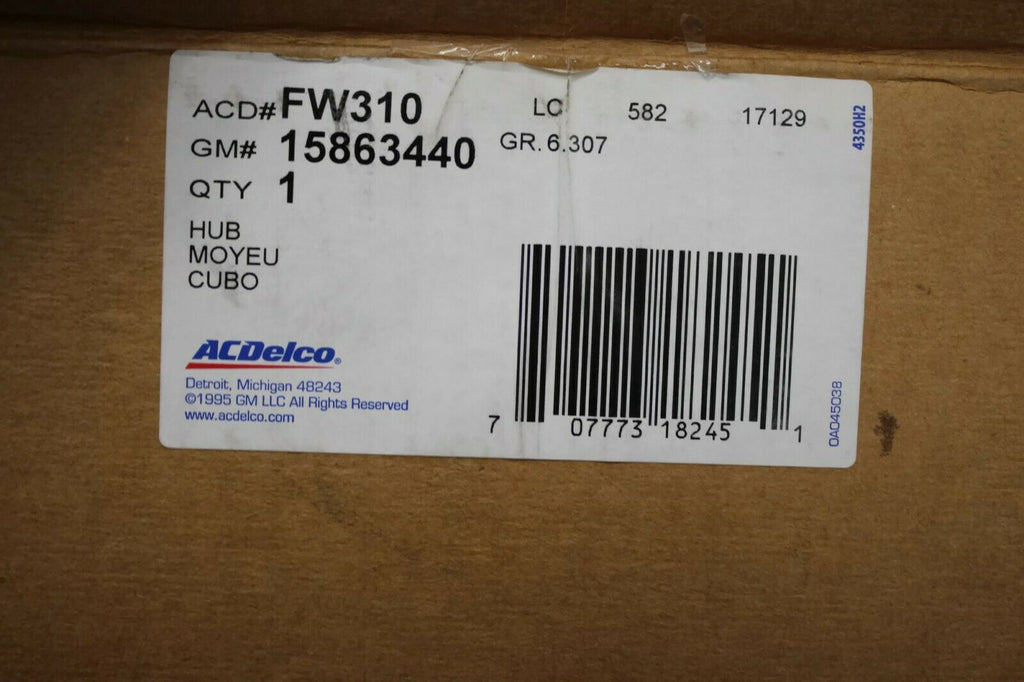 ACD# FW310 LC 582 17129
GM# 15863440 GR. 6.307
QTY 1
HUB
MOYEU
CUBO
ACDelco®
Detroit, Michigan 48243
©1995 GM LLC All Rights Reserved
www.acdelco.com
7 07773 18245 1
4350H2
0A045038